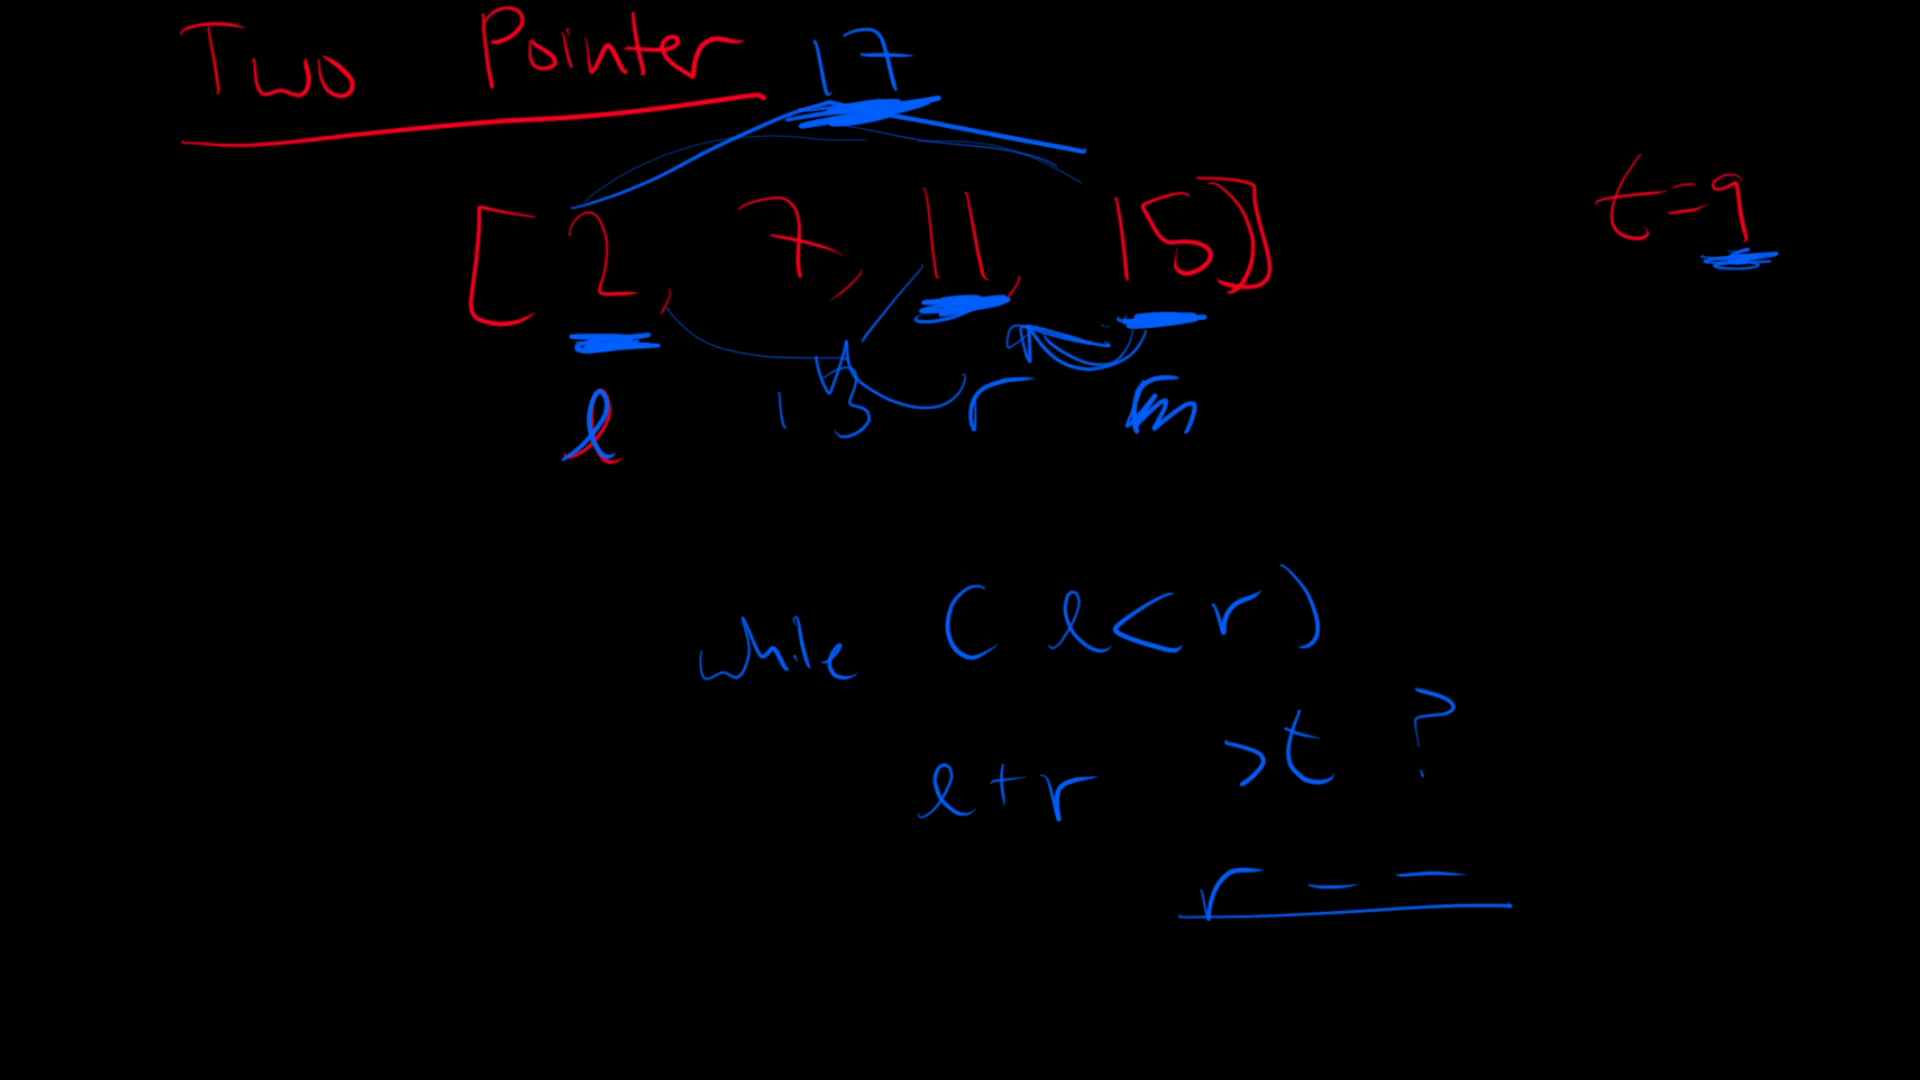 Two Pointer 17
[2, 7, 11, 15] t=9
l 13 r
while (l<r)
l+r >t ?
r--